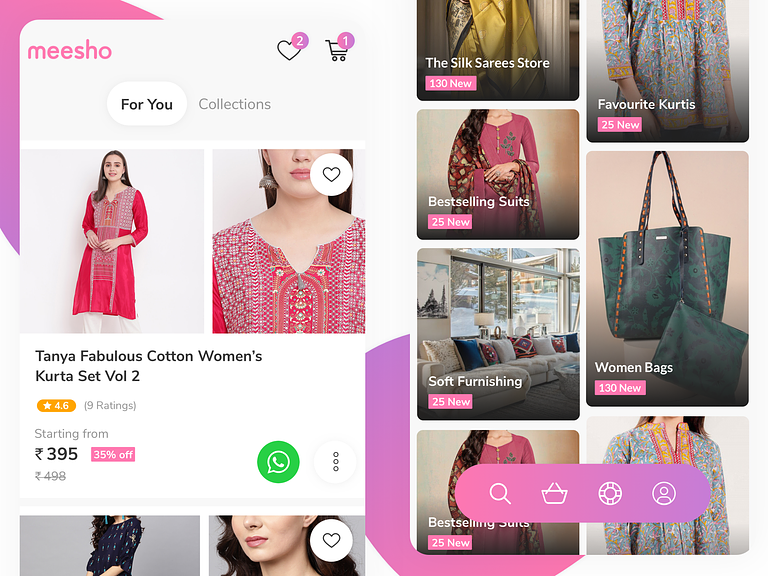 meesho
2
1
For You
Collections
Tanya Fabulous Cotton Women's
Kurta Set Vol 2
★ 4.6
(9 Ratings)
Starting from
₹ 395
35% off
₹ 498
The Silk Sarees Store
130 New
Bestselling Suits
25 New
Soft Furnishing
25 New
Bestselling Suits
25 New
Favourite Kurtis
25 New
Women Bags
130 New